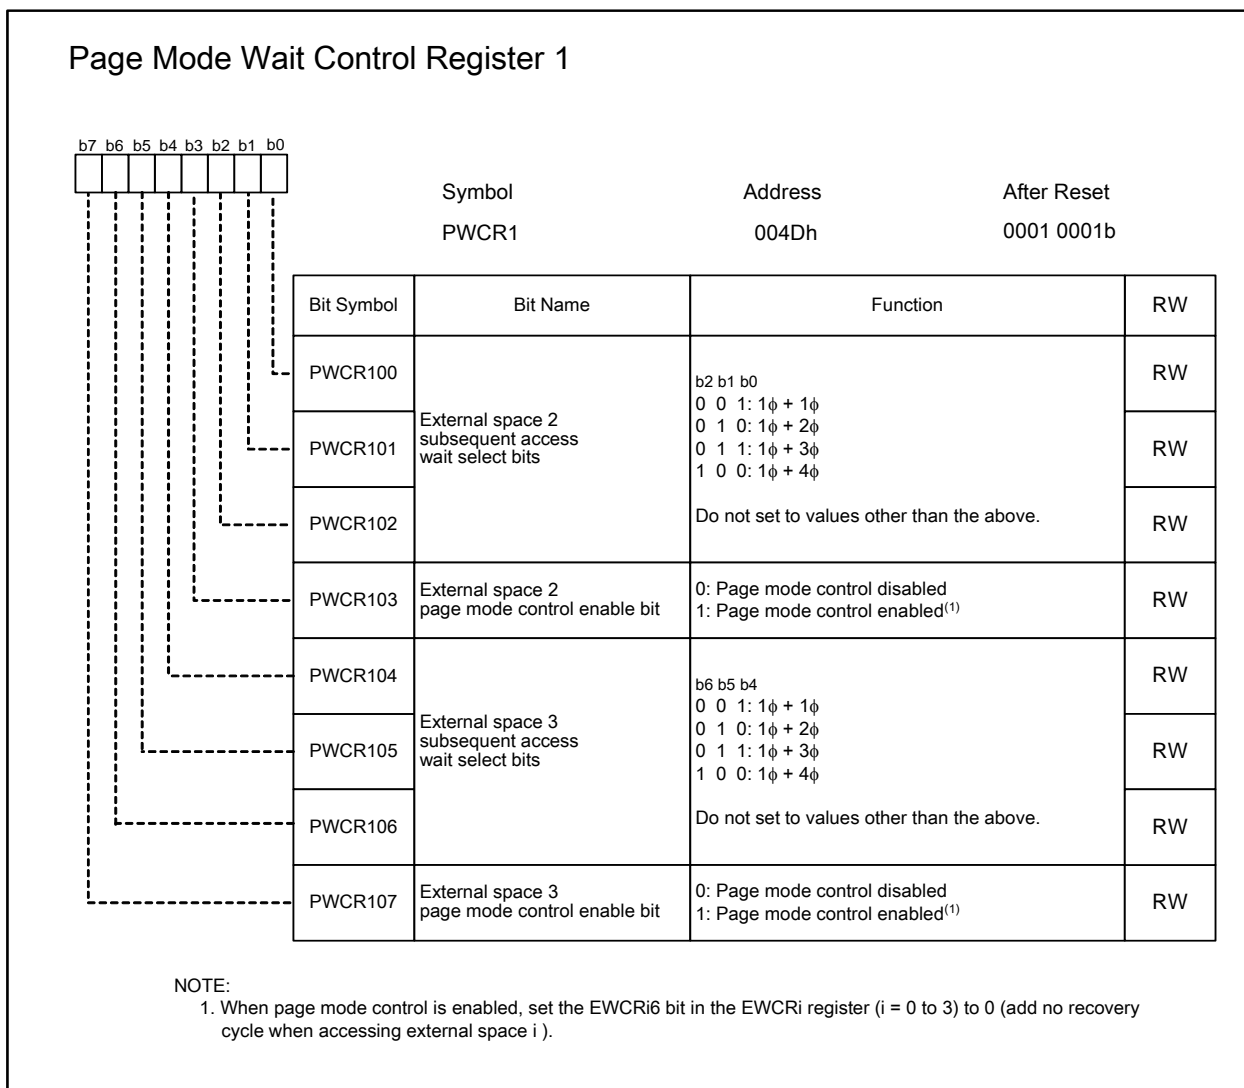 Page Mode Wait Control Register 1
b7 b6 b5 b4 b3 b2 b1 b0
Symbol Address After Reset
PWCR1 004Dh 0001 0001b
Bit Symbol Bit Name Function RW
PWCR100 RW
PWCR101 RW
PWCR102 RW
External space 2
subsequent access
wait select bits
b2 b1 b0
0 0 1: 1ϕ + 1ϕ
0 1 0: 1ϕ + 2ϕ
0 1 1: 1ϕ + 3ϕ
1 0 0: 1ϕ + 4ϕ
Do not set to values other than the above.
PWCR103 RW
External space 2
page mode control enable bit
0: Page mode control disabled
1: Page mode control enabled(1)
PWCR104 RW
PWCR105 RW
PWCR106 RW
External space 3
subsequent access
wait select bits
b6 b5 b4
0 0 1: 1ϕ + 1ϕ
0 1 0: 1ϕ + 2ϕ
0 1 1: 1ϕ + 3ϕ
1 0 0: 1ϕ + 4ϕ
Do not set to values other than the above.
PWCR107 RW
External space 3
page mode control enable bit
0: Page mode control disabled
1: Page mode control enabled(1)
NOTE:
1. When page mode control is enabled, set the EWCRi6 bit in the EWCRi register (i = 0 to 3) to 0 (add no recovery
cycle when accessing external space i ).